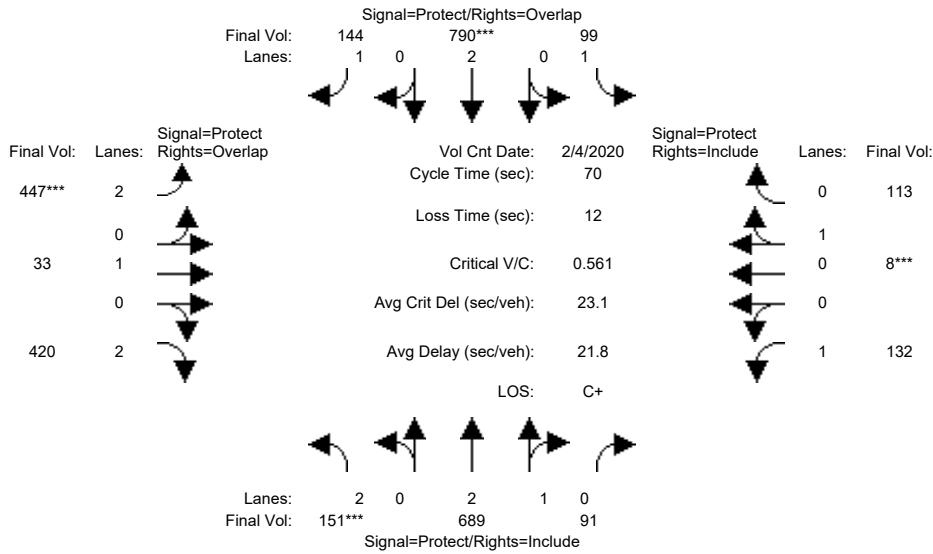 Signal=Protect/Rights=Overlap
Final Vol: 144 790*** 99
Lanes: 1 0 2 0 1
Signal=Protect Signal=Protect
Final Vol: Lanes: Rights=Overlap Vol Cnt Date: 2/4/2020 Rights=Include Lanes: Final Vol:
Cycle Time (sec): 70
447*** 2 0 113
Loss Time (sec): 12
0 1
33 1 Critical V/C: 0.561 0 8***
0 Avg Crit Del (sec/veh): 23.1 0
420 2 Avg Delay (sec/veh): 21.8 1 132
LOS: C+
Lanes: 2 0 2 1 0
Final Vol: 151*** 689 91
Signal=Protect/Rights=Include